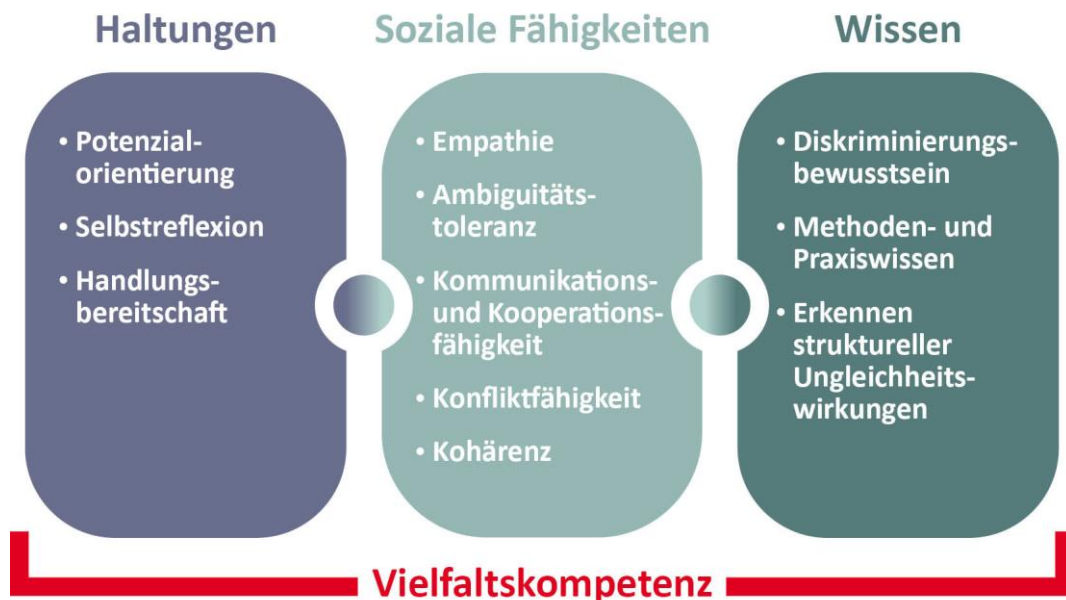 Haltungen
• Potenzial-
orientierung
• Selbstreflexion
• Handlungs-
bereitschaft
Soziale Fähigkeiten
• Empathie
• Ambiguitäts-
toleranz
• Kommunikations-
und Kooperations-
fähigkeit
• Konfliktfähigkeit
• Kohärenz
Wissen
• Diskriminierungs-
bewusstsein
• Methoden- und
Praxiswissen
• Erkennen
struktureller
Ungleichheits-
wirkungen
Vielfaltskompetenz